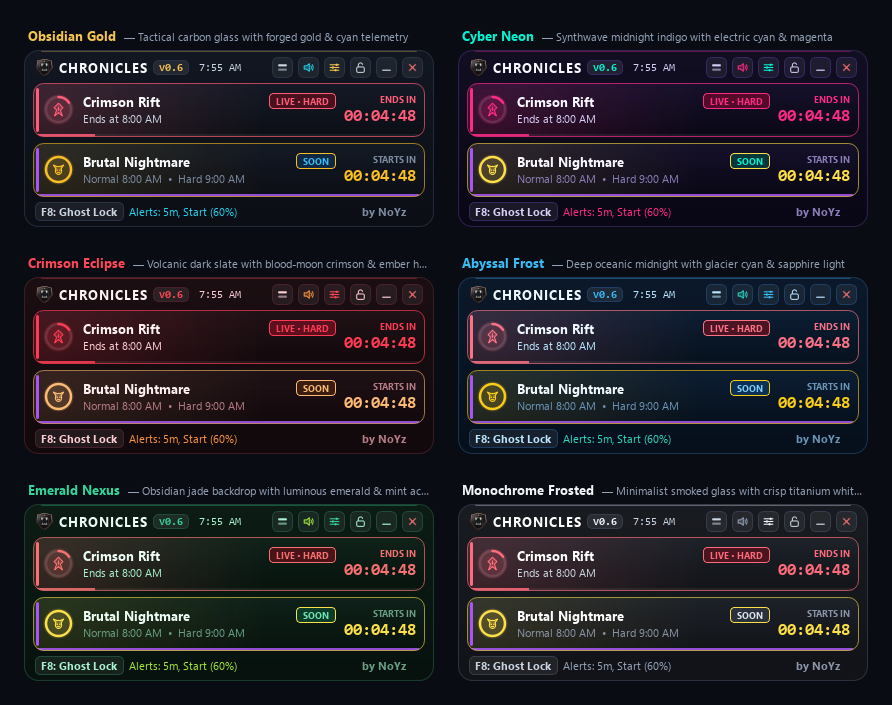 Obsidian Gold — Tactical carbon glass with forged gold & cyan telemetry
CHRONICLES v0.6 7:55 AM
Crimson Rift LIVE • HARD ENDS IN
Ends at 8:00 AM 00:04:48
Brutal Nightmare SOON STARTS IN
Normal 8:00 AM • Hard 9:00 AM 00:04:48
F8: Ghost Lock Alerts: 5m, Start (60%) by NoYz
Cyber Neon — Synthwave midnight indigo with electric cyan & magenta
CHRONICLES v0.6 7:55 AM
Crimson Rift LIVE • HARD ENDS IN
Ends at 8:00 AM 00:04:48
Brutal Nightmare SOON STARTS IN
Normal 8:00 AM • Hard 9:00 AM 00:04:48
F8: Ghost Lock Alerts: 5m, Start (60%) by NoYz
Crimson Eclipse — Volcanic dark slate with blood-moon crimson & ember h...
CHRONICLES v0.6 7:55 AM
Crimson Rift LIVE • HARD ENDS IN
Ends at 8:00 AM 00:04:48
Brutal Nightmare SOON STARTS IN
Normal 8:00 AM • Hard 9:00 AM 00:04:48
F8: Ghost Lock Alerts: 5m, Start (60%) by NoYz
Abyssal Frost — Deep oceanic midnight with glacier cyan & sapphire light
CHRONICLES v0.6 7:55 AM
Crimson Rift LIVE • HARD ENDS IN
Ends at 8:00 AM 00:04:48
Brutal Nightmare SOON STARTS IN
Normal 8:00 AM • Hard 9:00 AM 00:04:48
F8: Ghost Lock Alerts: 5m, Start (60%) by NoYz
Emerald Nexus — Obsidian jade backdrop with luminous emerald & mint ac...
CHRONICLES v0.6 7:55 AM
Crimson Rift LIVE • HARD ENDS IN
Ends at 8:00 AM 00:04:48
Brutal Nightmare SOON STARTS IN
Normal 8:00 AM • Hard 9:00 AM 00:04:48
F8: Ghost Lock Alerts: 5m, Start (60%) by NoYz
Monochrome Frosted — Minimalist smoked glass with crisp titanium whit...
CHRONICLES v0.6 7:55 AM
Crimson Rift LIVE • HARD ENDS IN
Ends at 8:00 AM 00:04:48
Brutal Nightmare SOON STARTS IN
Normal 8:00 AM • Hard 9:00 AM 00:04:48
F8: Ghost Lock Alerts: 5m, Start (60%) by NoYz